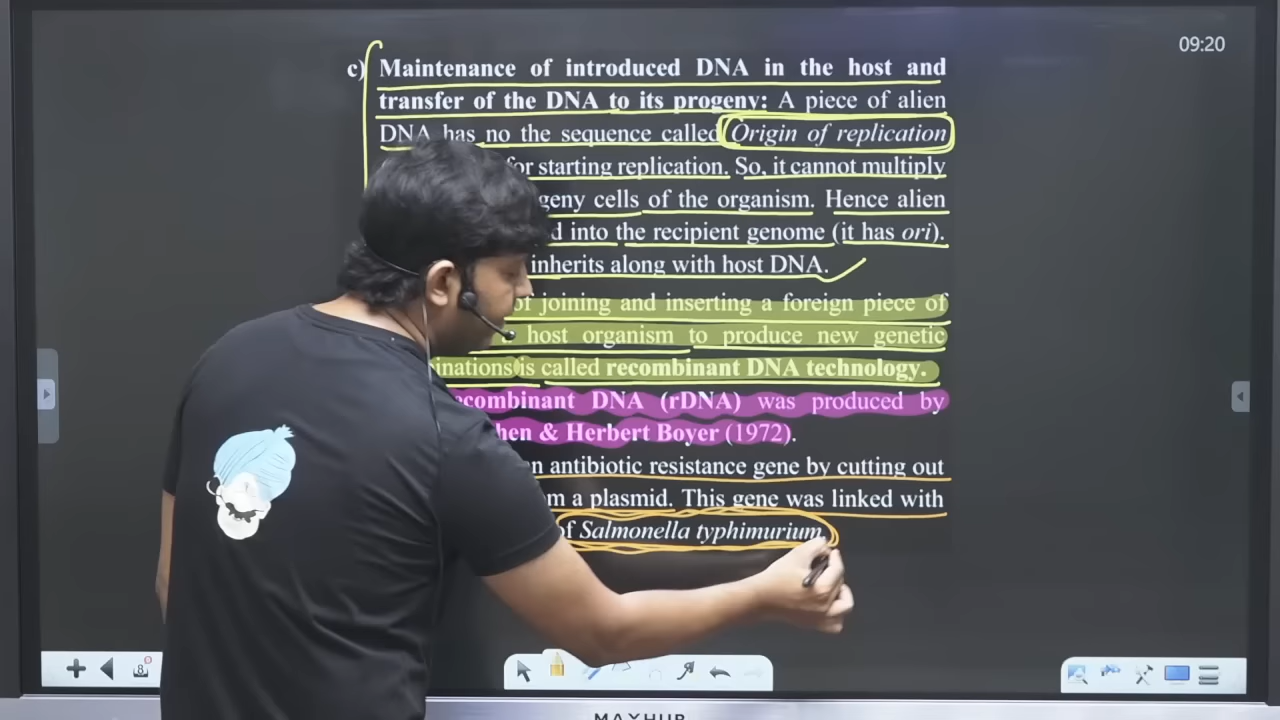 09:20
c) Maintenance of introduced DNA in the host and
transfer of the DNA to its progeny: A piece of alien
DNA has no the sequence called Origin of replication
for starting replication. So, it cannot multiply
geny cells of the organism. Hence alien
d into the recipient genome (it has ori).
inherits along with host DNA.
of joining and inserting a foreign piece of
host organism to produce new genetic
inations is called recombinant DNA technology.
ecombinant DNA (rDNA) was produced by
hen & Herbert Boyer (1972).
an antibiotic resistance gene by cutting out
m a plasmid. This gene was linked with
of Salmonella typhimurium.
8
MAXHUB